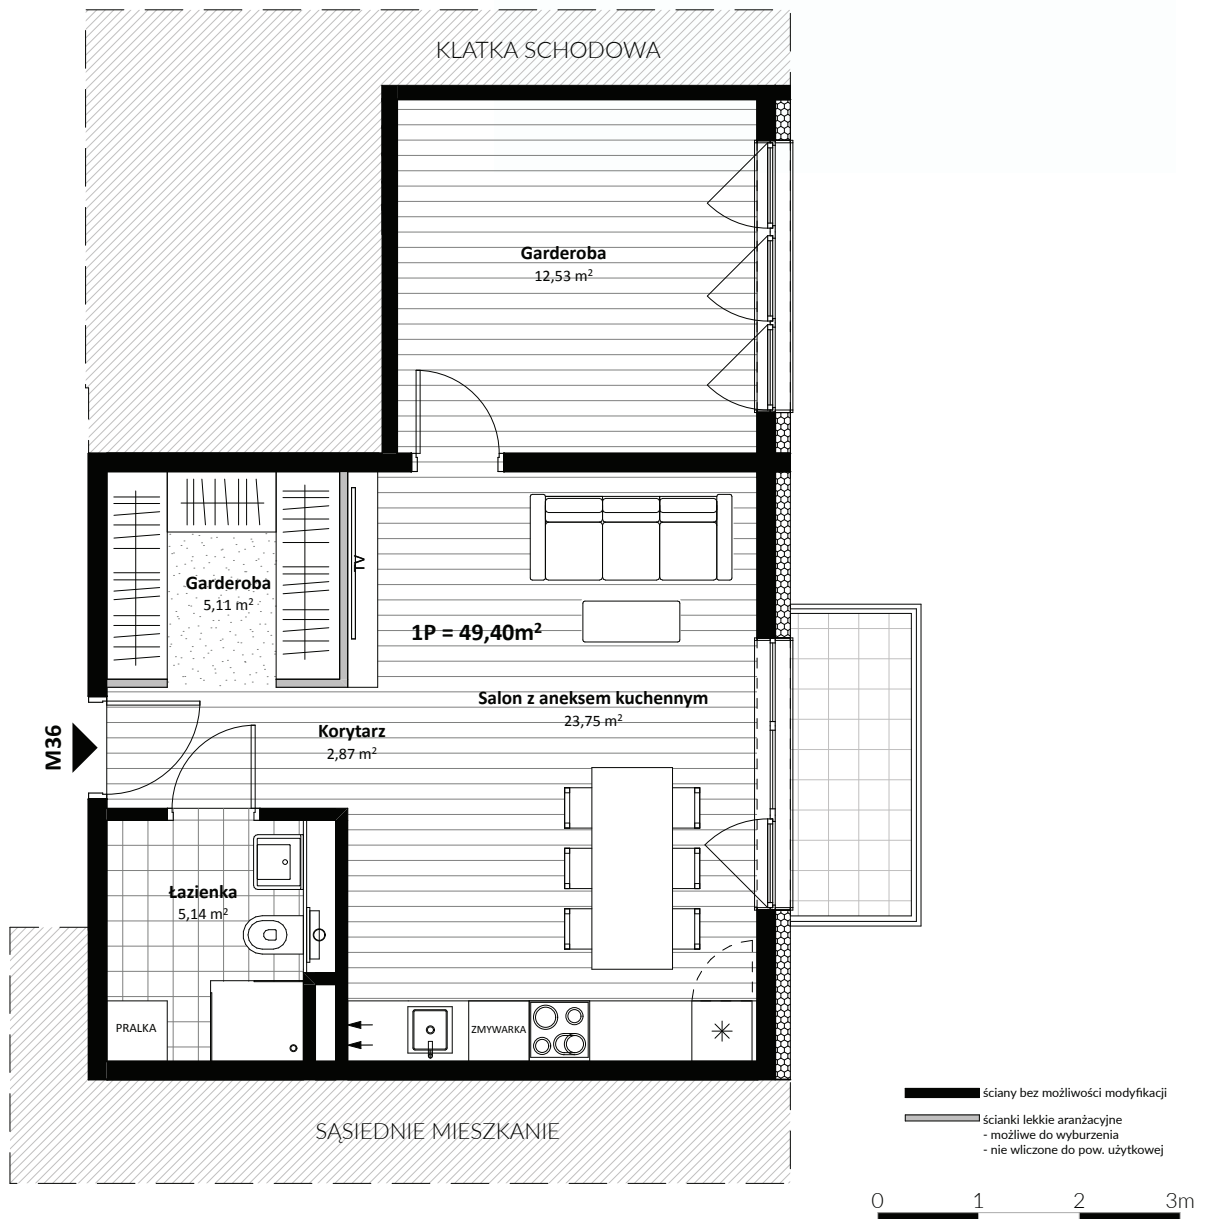 KLATKA SCHODOWA
Garderoba
12,53 m²
Garderoba
5,11 m²
TV
1P = 49,40m²
Salon z aneksem kuchennym
23,75 m²
Korytarz
2,87 m²
M36
Łazienka
5,14 m²
PRALKA
ZMYWARKA
SĄSIEDNIE MIESZKANIE
ściany bez możliwości modyfikacji
ścianki lekkie aranżacyjne
- możliwe do wyburzenia
- nie wliczone do pow. użytkowej
0 1 2 3m